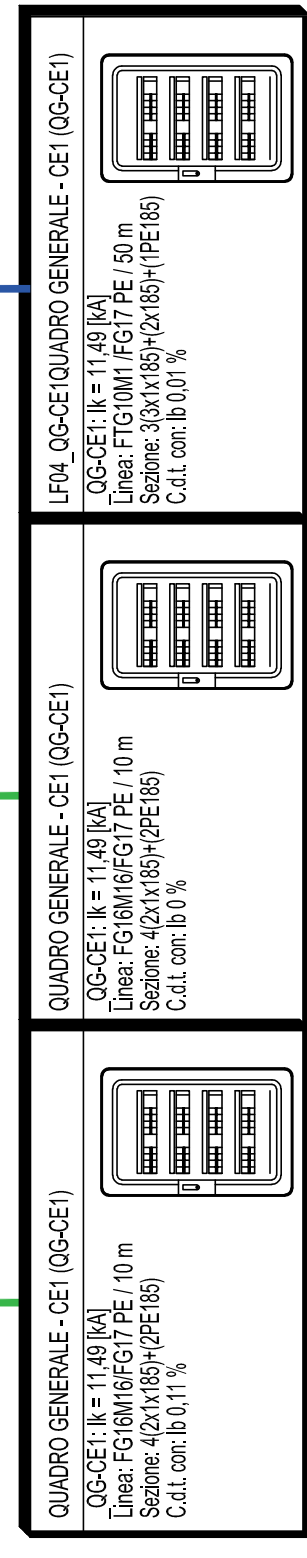 QUADRO GENERALE - CE1 (QG-CE1)
QG-CE1: Ik = 11,49 [kA]
Linea: FG16M16/FG17 PE / 10 m
Sezione: 4(2x1x185)+(2PE185)
C.d.t. con: Ib 0,11 %
QUADRO GENERALE - CE1 (QG-CE1)
QG-CE1: Ik = 11,49 [kA]
Linea: FG16M16/FG17 PE / 10 m
Sezione: 4(2x1x185)+(2PE185)
C.d.t. con: Ib 0 %
LF04_QG-CE1QUADRO GENERALE - CE1 (QG-CE1)
QG-CE1: Ik = 11,49 [kA]
Linea: FTG10M1 /FG17 PE / 50 m
Sezione: 3(3x1x185)+(2x185)+(1PE185)
C.d.t. con: Ib 0,01 %